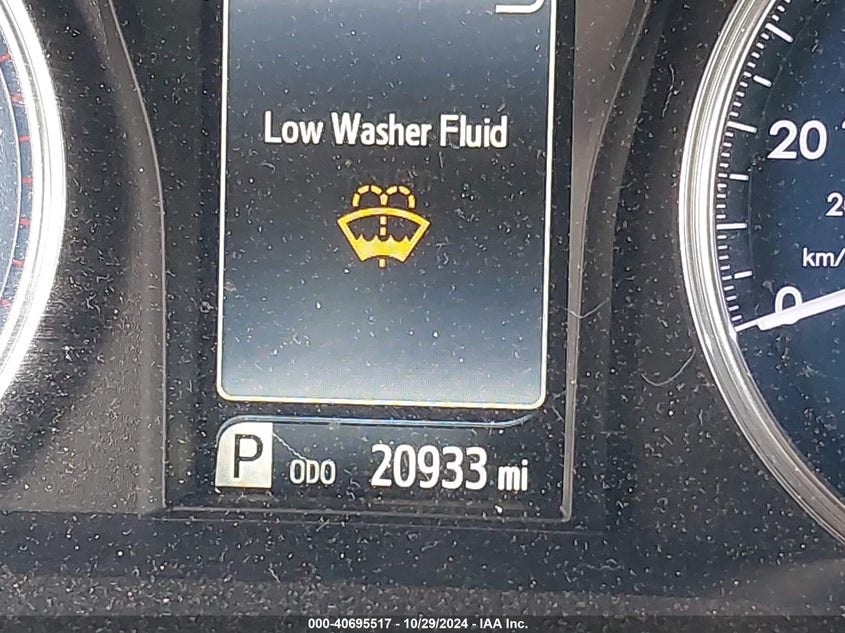 Low Washer Fluid
20
km/
0
P ODO 20933 mi
000-40695517 - 10/29/2024 - IAA Inc.